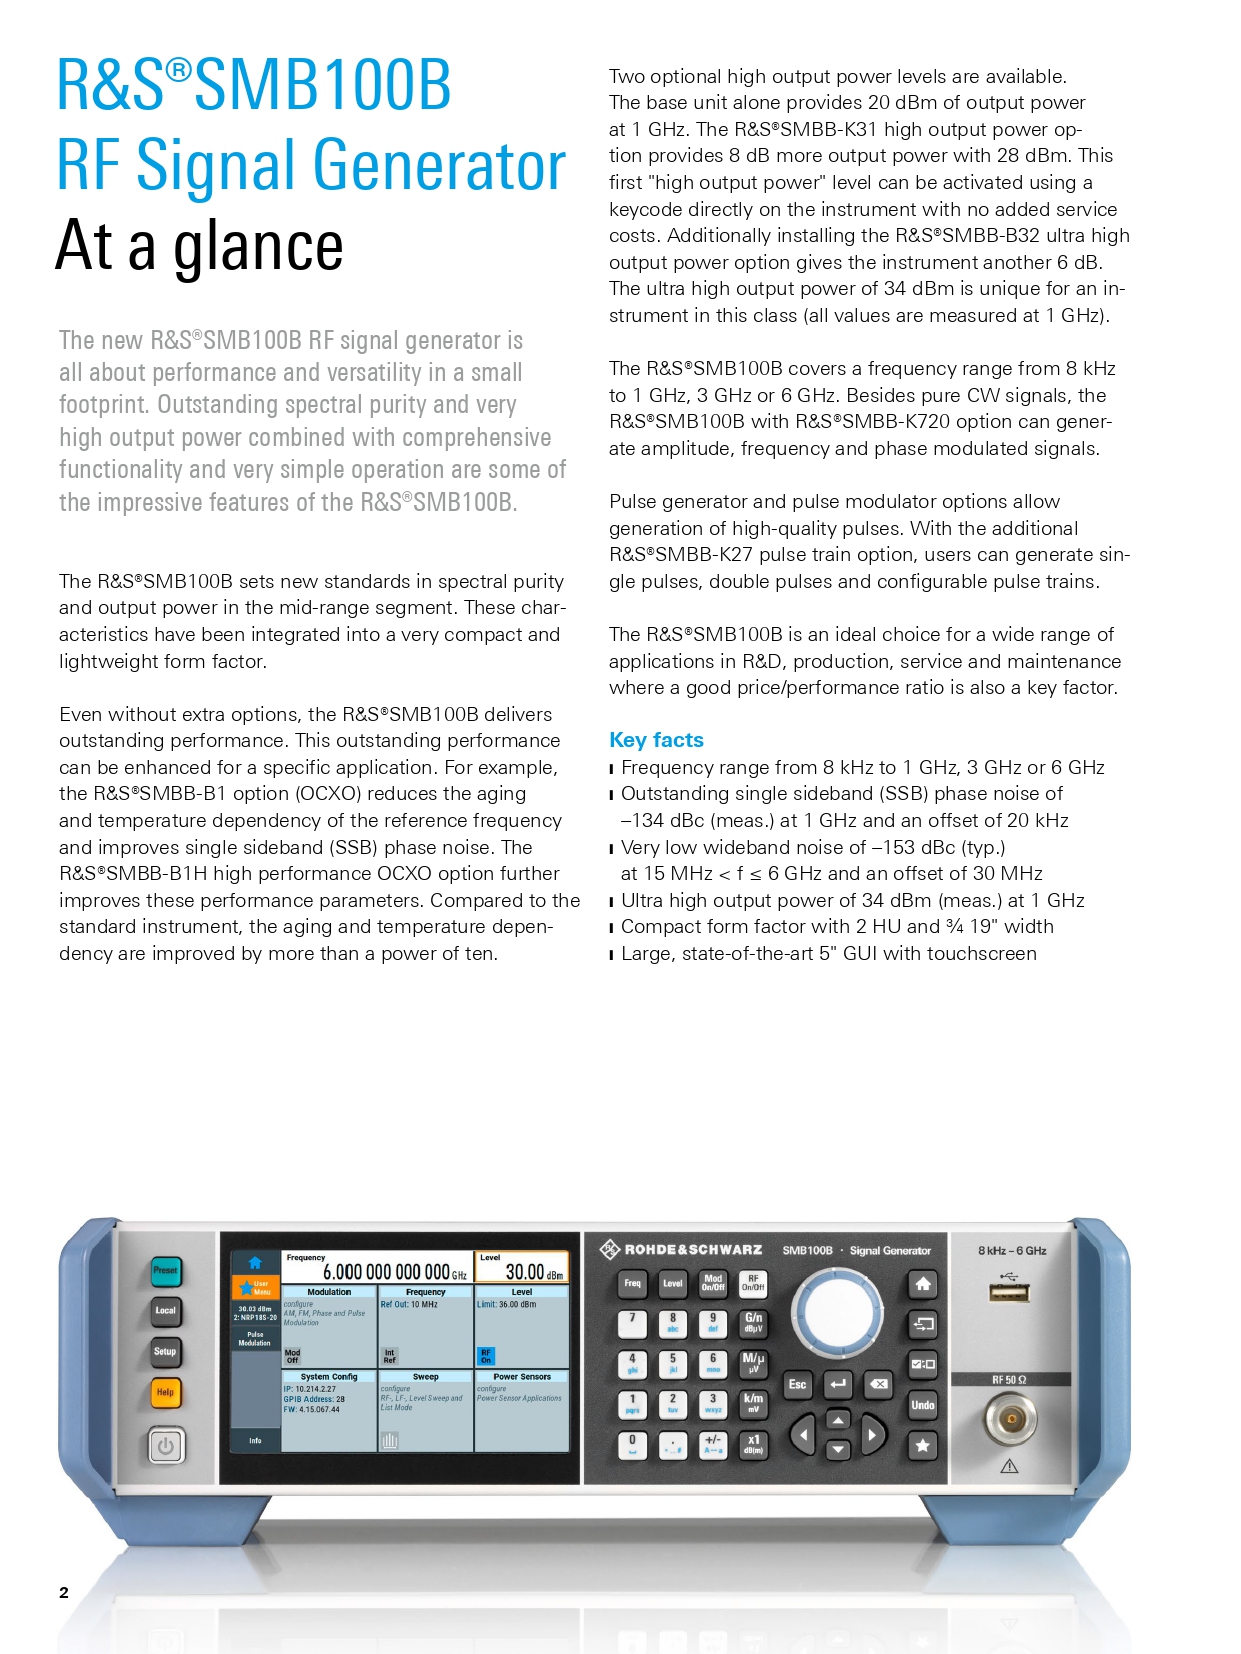 R&S®SMB100B
RF Signal Generator
At a glance
The new R&S®SMB100B RF signal generator is
all about performance and versatility in a small
footprint. Outstanding spectral purity and very
high output power combined with comprehensive
functionality and very simple operation are some of
the impressive features of the R&S®SMB100B.
The R&S®SMB100B sets new standards in spectral purity
and output power in the mid-range segment. These char-
acteristics have been integrated into a very compact and
lightweight form factor.
Even without extra options, the R&S®SMB100B delivers
outstanding performance. This outstanding performance
can be enhanced for a specific application. For example,
the R&S®SMBB-B1 option (OCXO) reduces the aging
and temperature dependency of the reference frequency
and improves single sideband (SSB) phase noise. The
R&S®SMBB-B1H high performance OCXO option further
improves these performance parameters. Compared to the
standard instrument, the aging and temperature depen-
dency are improved by more than a power of ten.
Two optional high output power levels are available.
The base unit alone provides 20 dBm of output power
at 1 GHz. The R&S®SMBB-K31 high output power op-
tion provides 8 dB more output power with 28 dBm. This
first "high output power" level can be activated using a
keycode directly on the instrument with no added service
costs. Additionally installing the R&S®SMBB-B32 ultra high
output power option gives the instrument another 6 dB.
The ultra high output power of 34 dBm is unique for an in-
strument in this class (all values are measured at 1 GHz).
The R&S®SMB100B covers a frequency range from 8 kHz
to 1 GHz, 3 GHz or 6 GHz. Besides pure CW signals, the
R&S®SMB100B with R&S®SMBB-K720 option can gener-
ate amplitude, frequency and phase modulated signals.
Pulse generator and pulse modulator options allow
generation of high-quality pulses. With the additional
R&S®SMBB-K27 pulse train option, users can generate sin-
gle pulses, double pulses and configurable pulse trains.
The R&S®SMB100B is an ideal choice for a wide range of
applications in R&D, production, service and maintenance
where a good price/performance ratio is also a key factor.
Key facts
Frequency range from 8 kHz to 1 GHz, 3 GHz or 6 GHz
Outstanding single sideband (SSB) phase noise of
–134 dBc (meas.) at 1 GHz and an offset of 20 kHz
Very low wideband noise of –153 dBc (typ.)
at 15 MHz < f ≤ 6 GHz and an offset of 30 MHz
Ultra high output power of 34 dBm (meas.) at 1 GHz
Compact form factor with 2 HU and ¾ 19" width
Large, state-of-the-art 5" GUI with touchscreen
Preset
Local
Setup
Help
User
Menu
30.03 dBm
2: NRP18S-20
Pulse
Modulation
Info
Frequency
6.000 000 000 000 GHz
Level
30.00 dBm
Modulation
configure
AM, FM, Phase and Pulse
Modulation
Mod
Off
Frequency
Ref Out: 10 MHz
Int
Ref
Level
Limit: 36.00 dBm
RF
On
System Config
IP: 10.214.2.27
GPIB Address: 28
FW: 4.15.067.44
Sweep
configure
RF-, LF-, Level Sweep and
List Mode
Power Sensors
configure
Power Sensor Applications
ROHDE&SCHWARZ SMB100B · Signal Generator
Freq Level Mod On/Off RF On/Off
7 8 abc 9 def G/n dBµV
4 ghi 5 jkl 6 mno M/µ µV
1 pqrs 2 tuv 3 wxyz k/m mV
0 . +/- x1 dB(m)
Esc
Undo
8 kHz – 6 GHz
RF 50 Ω
2